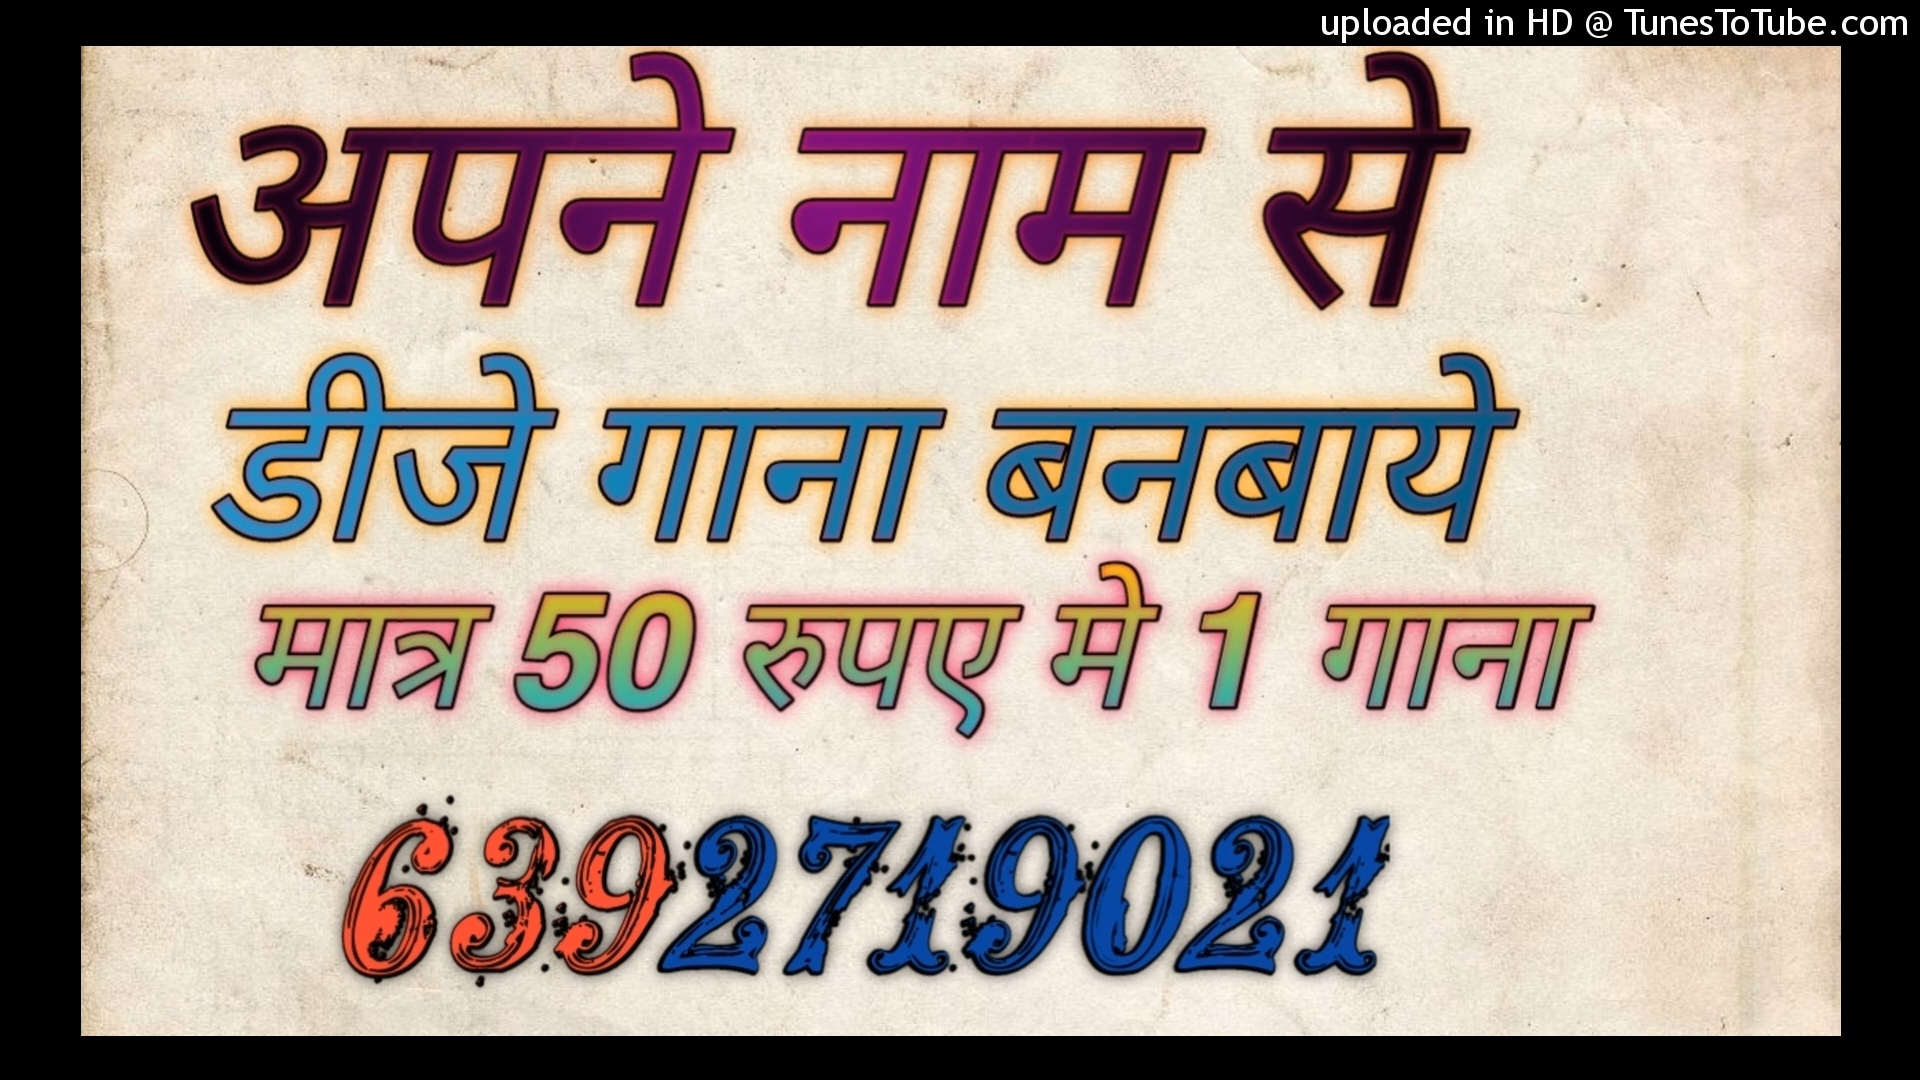 uploaded in HD @ TunesToTube.com
अपने नाम से
डीजे गाना बनबाये
मात्र 50 रुपए मे 1 गाना
6392719021